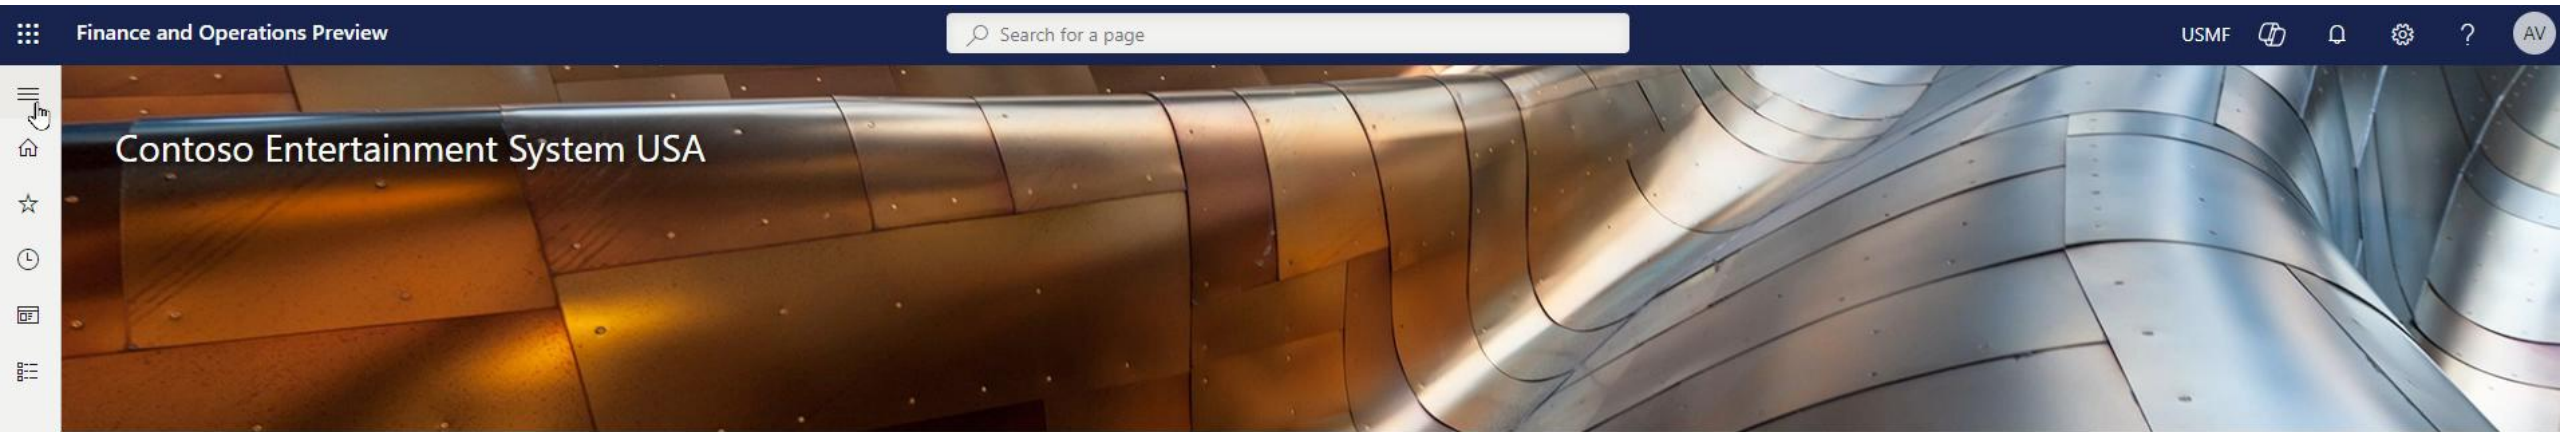 Finance and Operations Preview
Search for a page
USMF
?
AV
Contoso Entertainment System USA